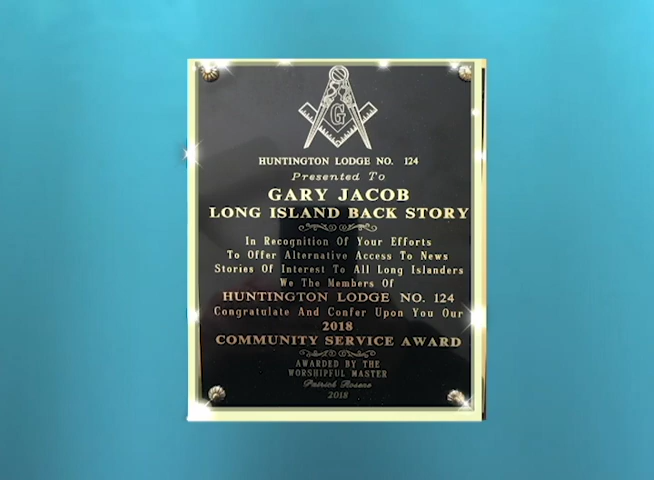 G
HUNTINGTON LODGE NO. 124
Presented To
GARY JACOB
LONG ISLAND BACK STORY
In Recognition Of Your Efforts
To Offer Alternative Access To News
Stories Of Interest To All Long Islanders
We The Members Of
HUNTINGTON LODGE NO. 124
Congratulate And Confer Upon You Our
2018
COMMUNITY SERVICE AWARD
AWARDED BY THE
WORSHIPFUL MASTER
Patrick
2018